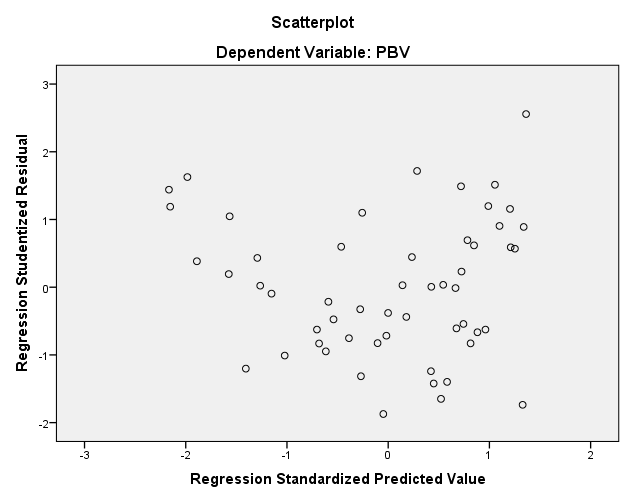 Scatterplot
Dependent Variable: PBV
Regression Studentized Residual
3
2
1
0
-1
-2
-3 -2 -1 0 1 2
Regression Standardized Predicted Value